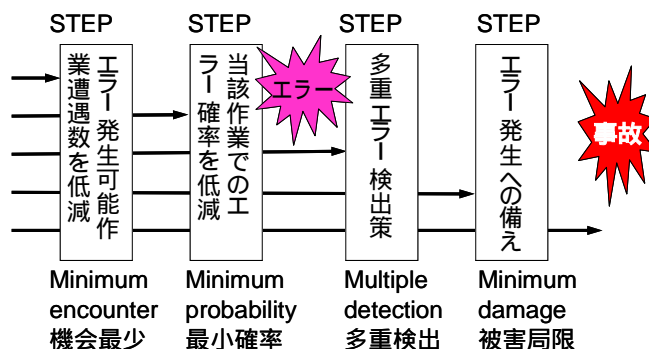 STEP
STEP
STEP
STEP
エラー発生可能作
業遭遇数を低減
当該作業でのエ
ラー確率を低減
エラー
多重エラー検出策
エラー発生への備え
事故
Minimum
encounter
機会最少
Minimum
probability
最小確率
Multiple
detection
多重検出
Minimum
damage
被害局限